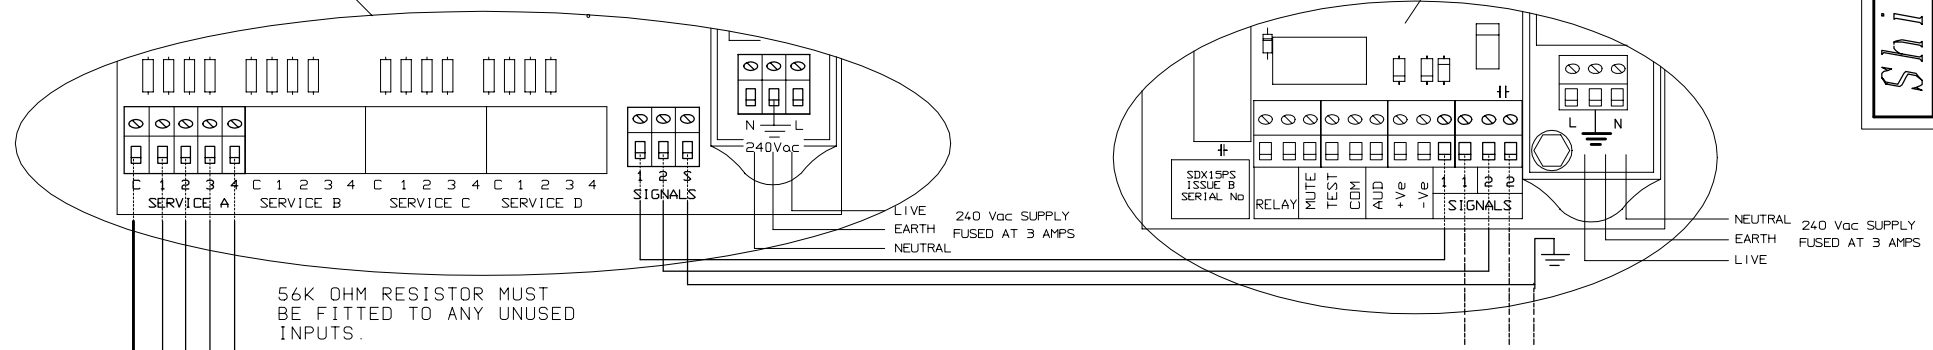 C 1 2 3 4 C 1 2 3 4 C 1 2 3 4 C 1 2 3 4
SERVICE A SERVICE B SERVICE C SERVICE D
1 2 S
SIGNALS
N L
240Vac
LIVE
EARTH
NEUTRAL
240 Vac SUPPLY
FUSED AT 3 AMPS
56K OHM RESISTOR MUST
BE FITTED TO ANY UNUSED
INPUTS.
SDX15PS
ISSUE B
SERIAL No
RELAY
MUTE
TEST
COM
AUD
+Ve
-Ve
1 1 2 2
SIGNALS
L N
NEUTRAL
EARTH
LIVE
240 Vac SUPPLY
FUSED AT 3 AMPS
Shi